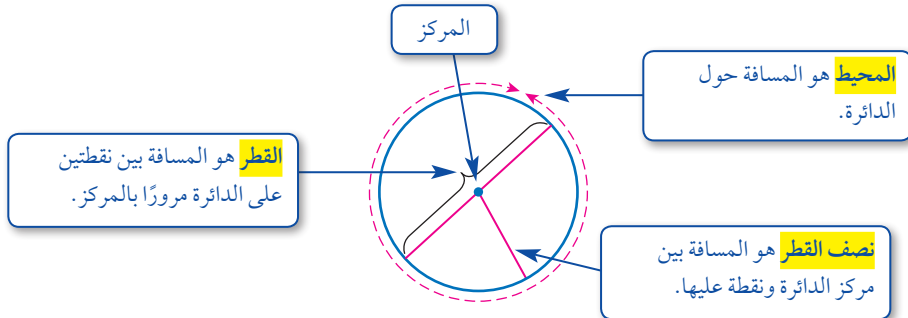 المركز
المحيط هو المسافة حول
الدائرة.
القطر هو المسافة بين نقطتين
على الدائرة مرورًا بالمركز.
نصف القطر هو المسافة بين
مركز الدائرة ونقطة عليها.